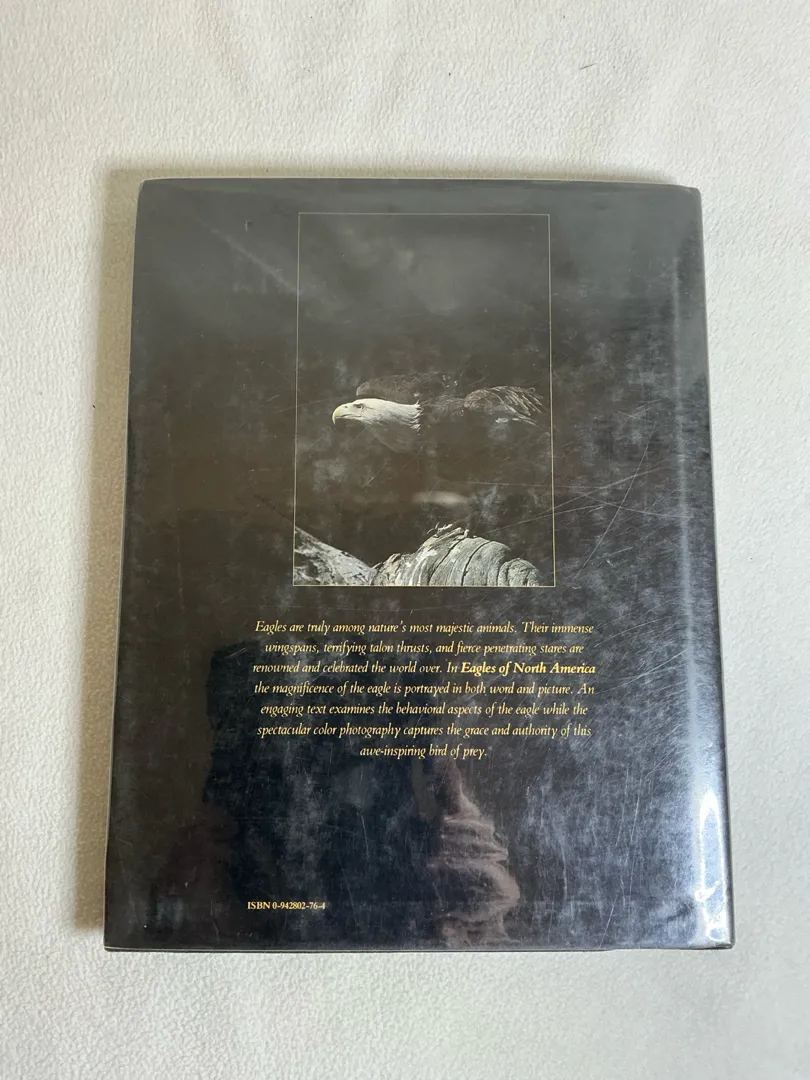 Eagles are truly among nature's most majestic animals. Their immense
wingspans, terrifying talon thrusts, and fierce penetrating stares are
renowned and celebrated the world over. In Eagles of North America
the magnificence of the eagle is portrayed in both word and picture. An
engaging text examines the behavioral aspects of the eagle while the
spectacular color photography captures the grace and authority of this
awe-inspiring bird of prey.
ISBN 0-942802-76-4